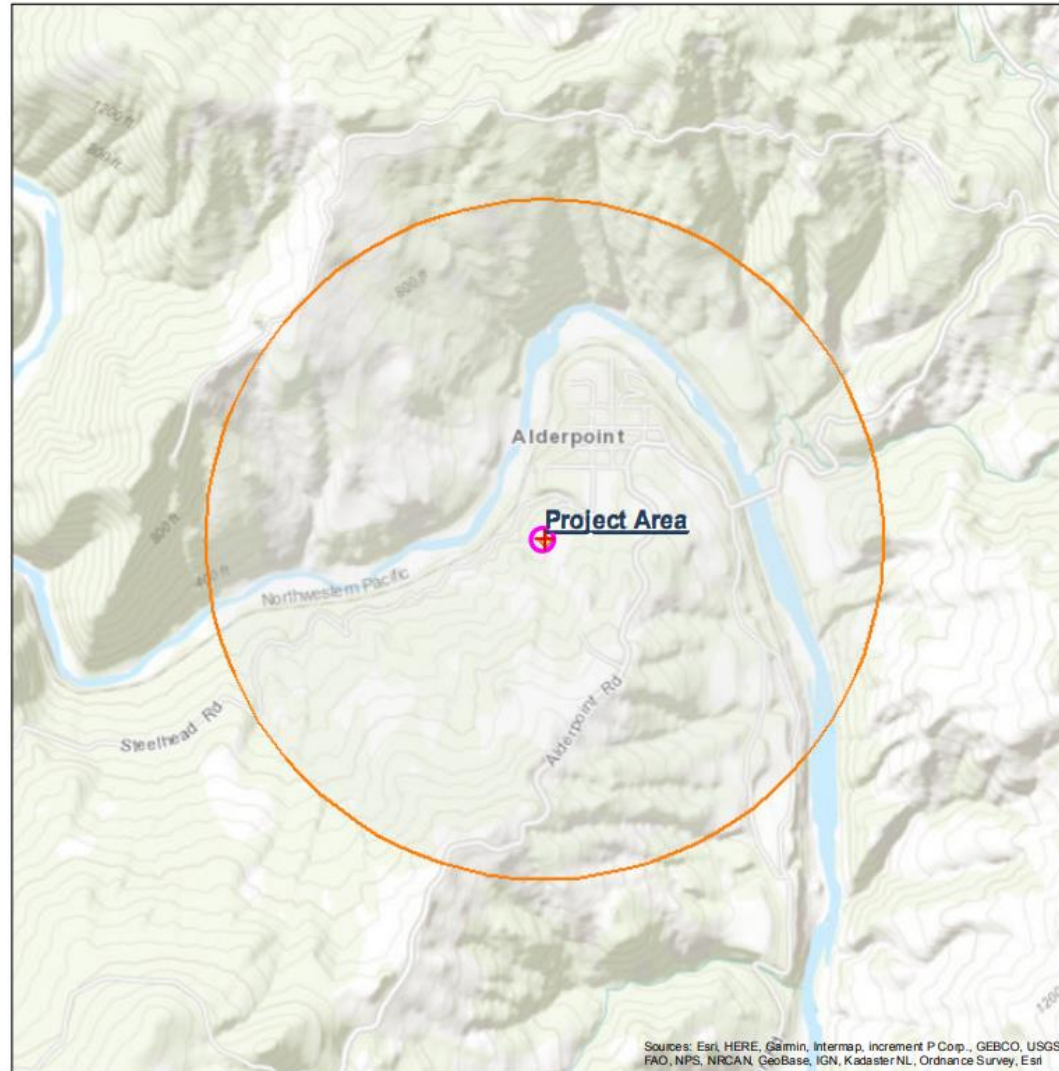 1200 ft
800 ft
800 ft
Alderpoint
Project Area
800 ft
400 ft
Northwestern Pacific
Alderpoint Rd
Steelhead Rd
1200
Sources: Esri, HERE, Garmin, Intermap, increment P Corp., GEBCO, USGS
FAO, NPS, NRCAN, GeoBase, IGN, Kadaster NL, Ordnance Survey, Esri